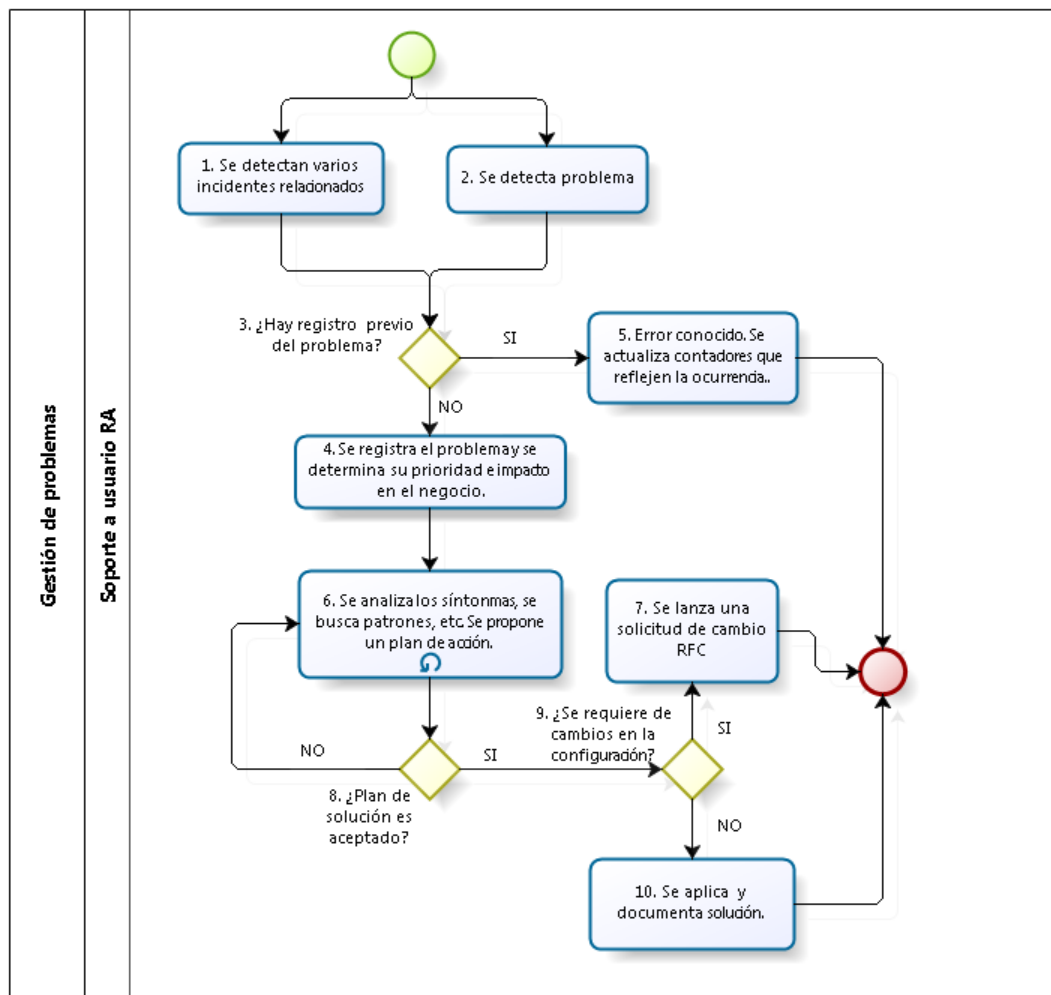 Gestión de problemas
Soporte a usuario RA
1. Se detectan varios
incidentes relacionados
2. Se detecta problema
3. ¿Hay registro previo
del problema?
SI
5. Error conocido. Se
actualiza contadores que
reflejen la ocurrencia..
NO
4. Se registra el problema y se
determina su prioridad e impacto
en el negocio.
6. Se analiza los síntonmas, se
busca patrones, etc. Se propone
un plan de acción.
7. Se lanza una
solicitud de cambio
RFC
9. ¿Se requiere de
cambios en la
configuración?
SI
NO
SI
8. ¿Plan de
solución es
aceptado?
NO
10. Se aplica y
documenta solución.